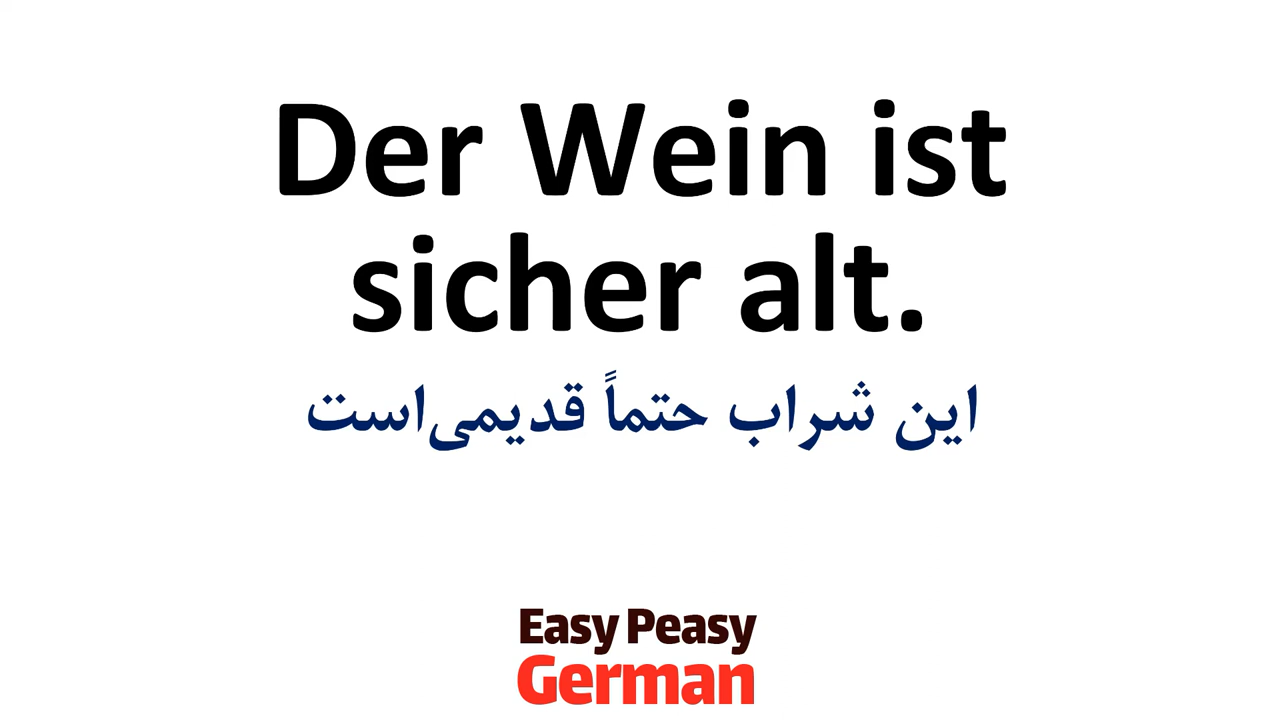 Der Wein ist
sicher alt.
این شراب حتماً قدیمی‌است
Easy Peasy
German